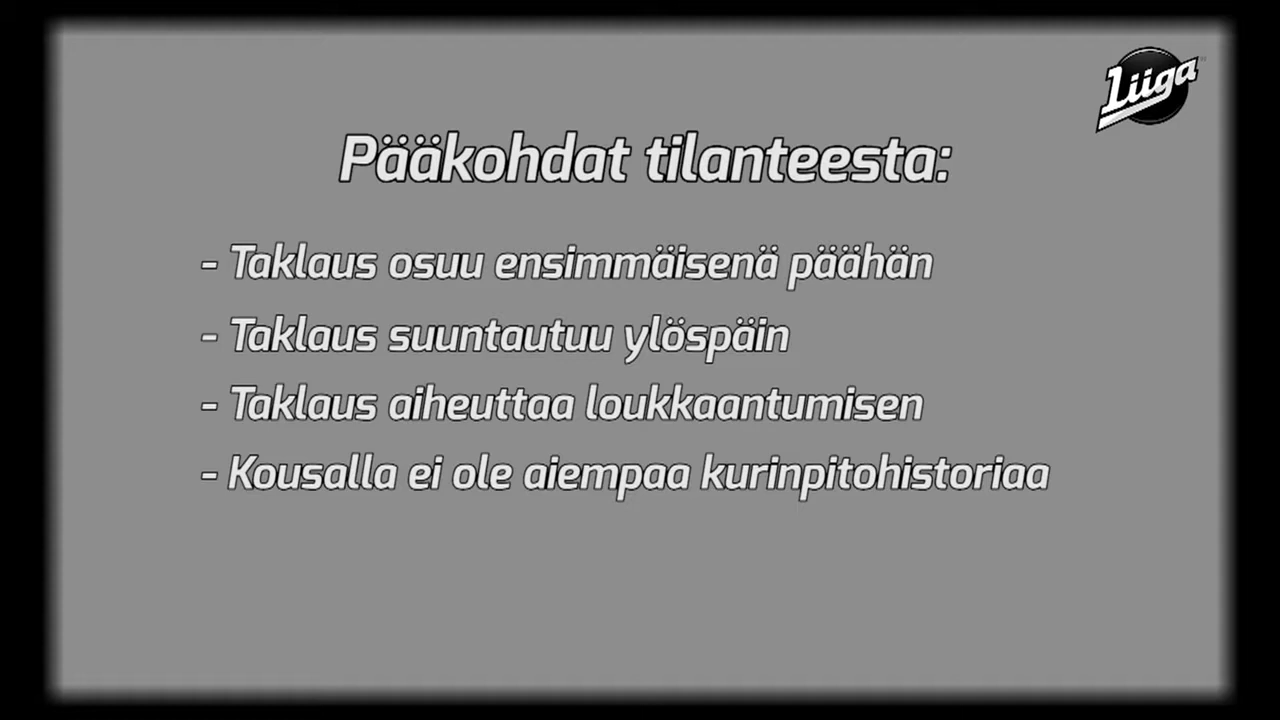 Liiga
Pääkohdat tilanteesta:
- Taklaus osuu ensimmäisenä päähän
- Taklaus suuntautuu ylöspäin
- Taklaus aiheuttaa loukkaantumisen
- Kousalla ei ole aiempaa kurinpitohistoriaa